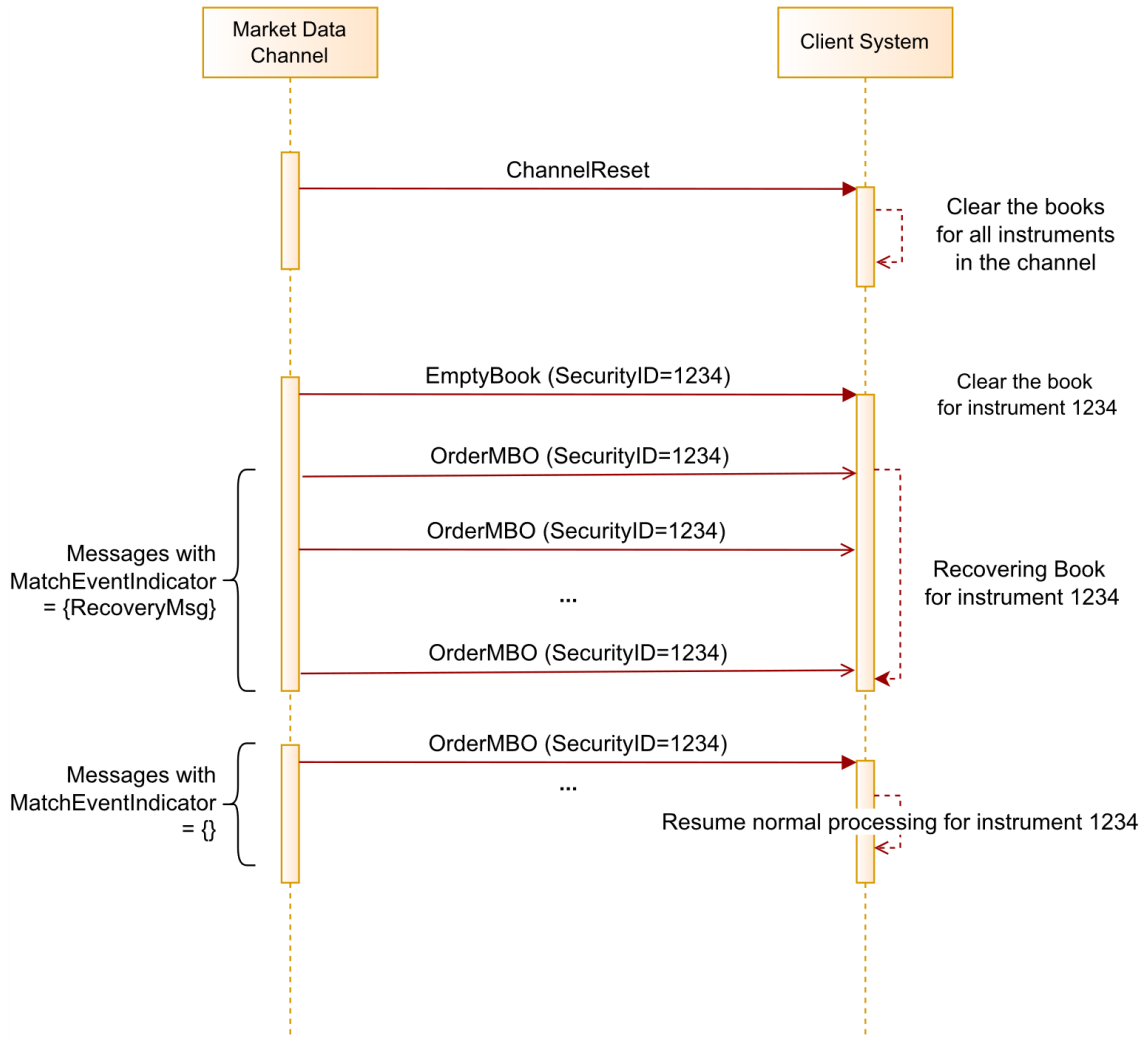 Market Data
Channel
Client System
ChannelReset
Clear the books
for all instruments
in the channel
EmptyBook (SecurityID=1234)
Clear the book
for instrument 1234
OrderMBO (SecurityID=1234)
OrderMBO (SecurityID=1234)
Messages with
MatchEventIndicator
= {RecoveryMsg}
...
Recovering Book
for instrument 1234
OrderMBO (SecurityID=1234)
OrderMBO (SecurityID=1234)
...
Messages with
MatchEventIndicator
= {}
Resume normal processing for instrument 1234